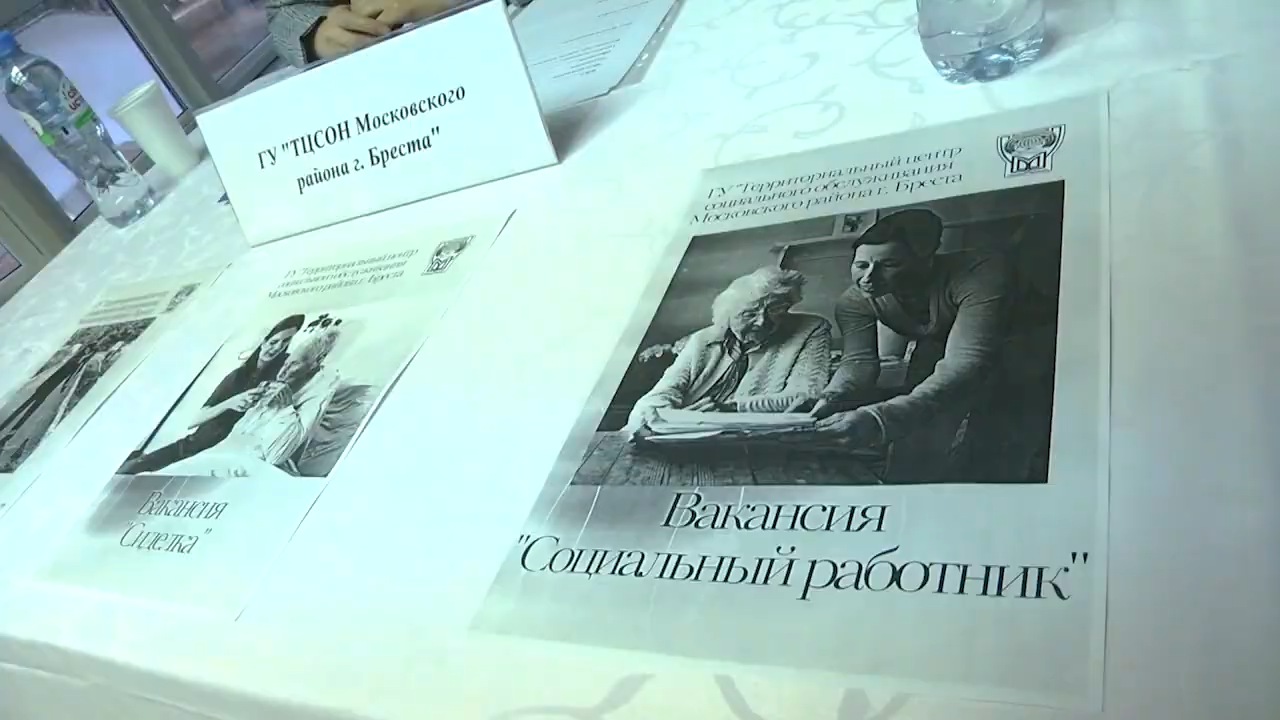 ГУ "ТЦСОН Московского
района г. Бреста"
ГУ "Территориальный центр
социального обслуживания
Московского района г. Бреста
Вакансия
"Сиделка"
ГУ "Территориальный центр
социального обслуживания
Московского района г. Бреста
Вакансия
"Социальный работник"